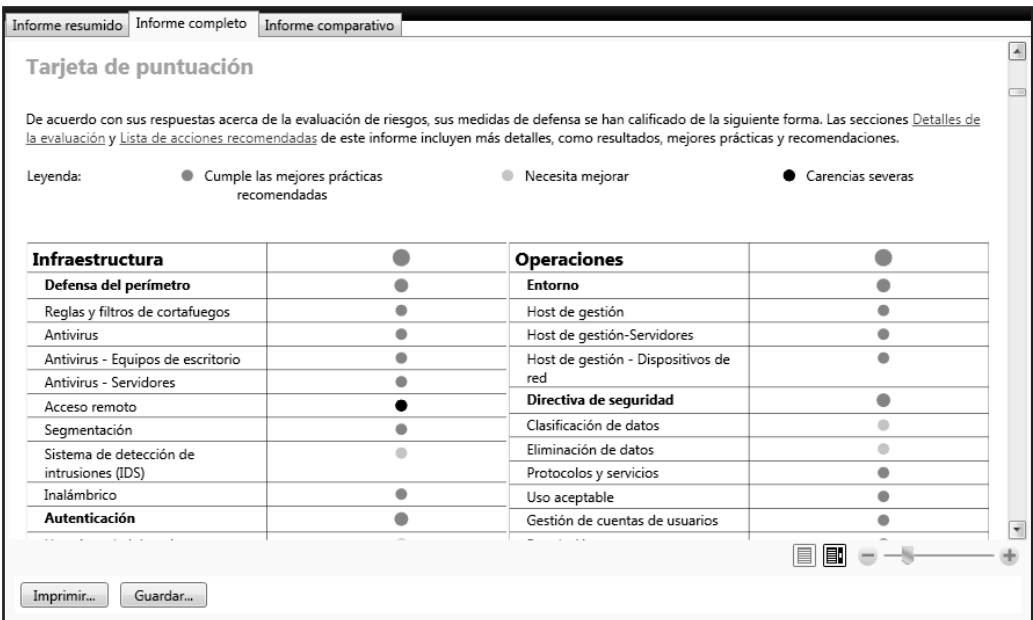 Informe resumido
Informe completo
Informe comparativo
Tarjeta de puntuación
De acuerdo con sus respuestas acerca de la evaluación de riesgos, sus medidas de defensa se han calificado de la siguiente forma. Las secciones Detalles de
la evaluación y Lista de acciones recomendadas de este informe incluyen más detalles, como resultados, mejores prácticas y recomendaciones.
Leyenda:
Cumple las mejores prácticas
recomendadas
Necesita mejorar
Carencias severas
Infraestructura
Defensa del perímetro
Reglas y filtros de cortafuegos
Antivirus
Antivirus - Equipos de escritorio
Antivirus - Servidores
Acceso remoto
Segmentación
Sistema de detección de
intrusiones (IDS)
Inalámbrico
Autenticación
Operaciones
Entorno
Host de gestión
Host de gestión-Servidores
Host de gestión - Dispositivos de
red
Directiva de seguridad
Clasificación de datos
Eliminación de datos
Protocolos y servicios
Uso aceptable
Gestión de cuentas de usuarios
Imprimir...
Guardar...